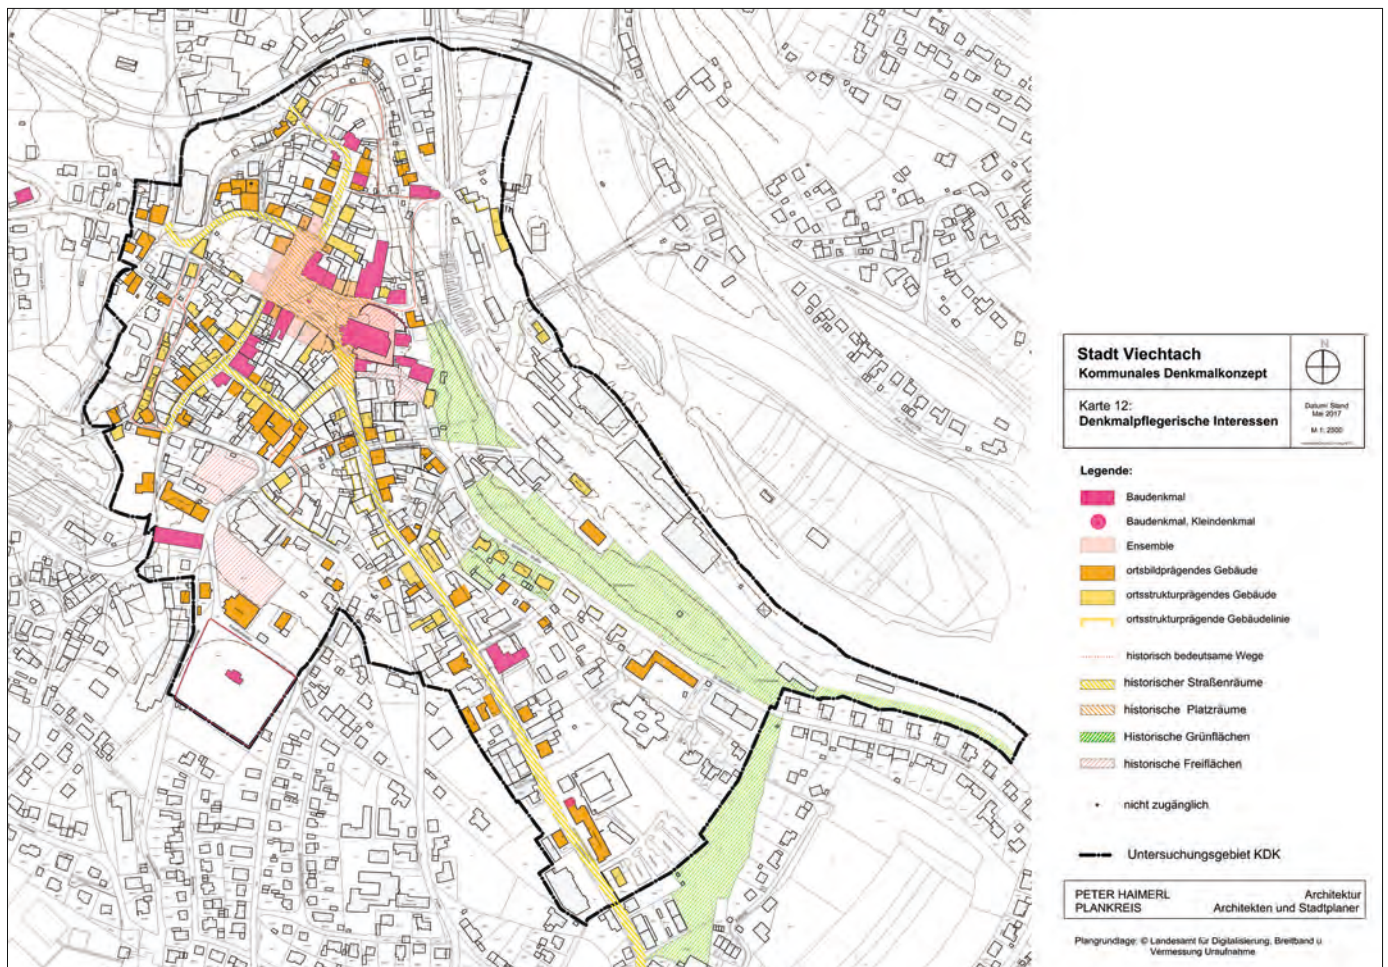 Stadt Viechtach
Kommunales Denkmalkonzept
N
Karte 12:
Denkmalpflegerische Interessen
Datum/ Stand
Mai 2017
M 1: 2500
Legende:
Baudenkmal
Baudenkmal, Kleindenkmal
Ensemble
ortsbildprägendes Gebäude
ortsstrukturprägendes Gebäude
ortsstrukturprägende Gebäudelinie
historisch bedeutsame Wege
historischer Straßenräume
historische Platzräume
Historische Grünflächen
historische Freiflächen
nicht zugänglich
Untersuchungsgebiet KDK
PETER HAIMERL Architektur
PLANKREIS Architekten und Stadtplaner
Plangrundlage: © Landesamt für Digitalisierung, Breitband u.
Vermessung Uraufnahme